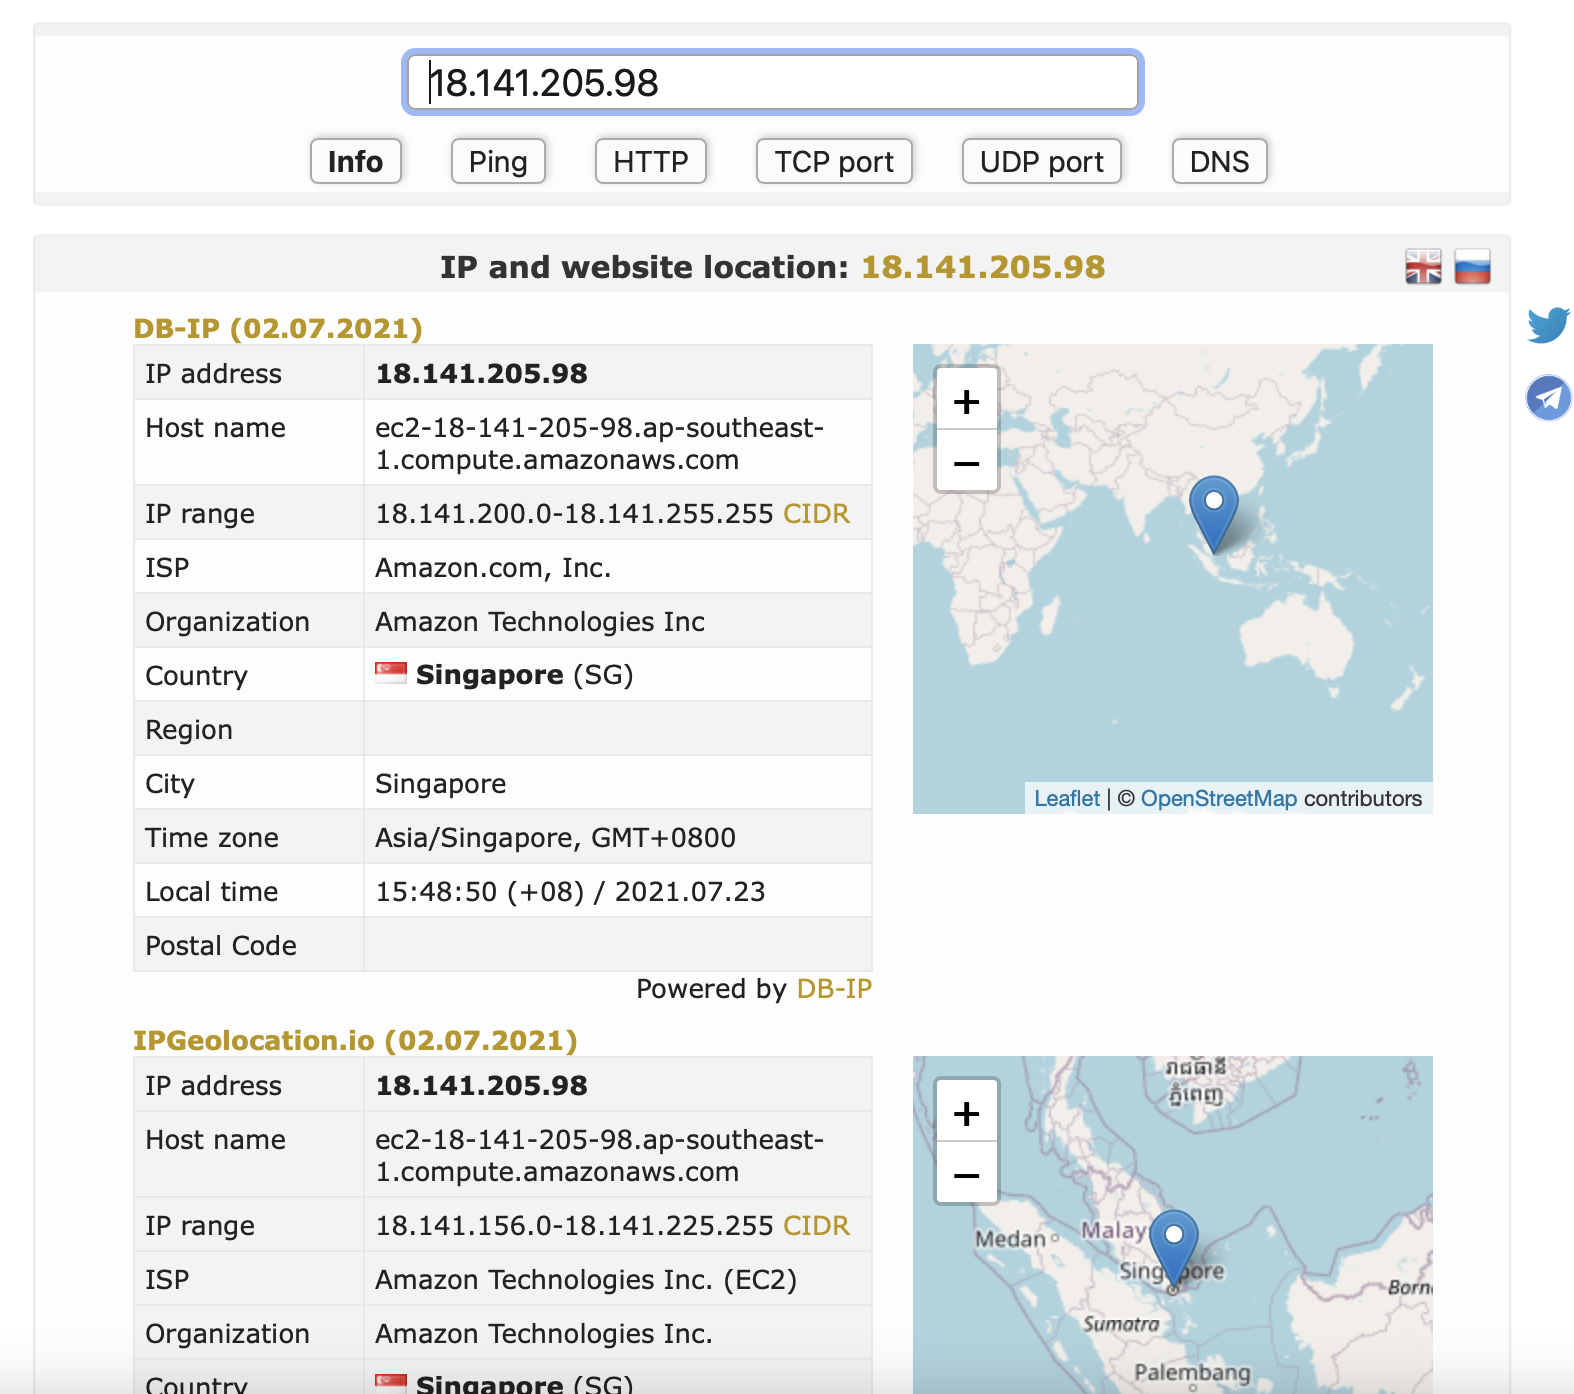 18.141.205.98
Info Ping HTTP TCP port UDP port DNS
IP and website location: 18.141.205.98
DB-IP (02.07.2021)
IP address 18.141.205.98
Host name ec2-18-141-205-98.ap-southeast-
1.compute.amazonaws.com
IP range 18.141.200.0-18.141.255.255 CIDR
ISP Amazon.com, Inc.
Organization Amazon Technologies Inc
Country Singapore (SG)
Region
City Singapore
Time zone Asia/Singapore, GMT+0800
Local time 15:48:50 (+08) / 2021.07.23
Postal Code
+
−
Leaflet | © OpenStreetMap contributors
Powered by DB-IP
IPGeolocation.io (02.07.2021)
IP address 18.141.205.98
Host name ec2-18-141-205-98.ap-southeast-
1.compute.amazonaws.com
IP range 18.141.156.0-18.141.225.255 CIDR
ISP Amazon Technologies Inc. (EC2)
Organization Amazon Technologies Inc.
Country Singapore (SG)
+
−
រាជធានី
ភ្នំពេញ
Medan
Malay
Singapore
Born
Sumatra
Palembang